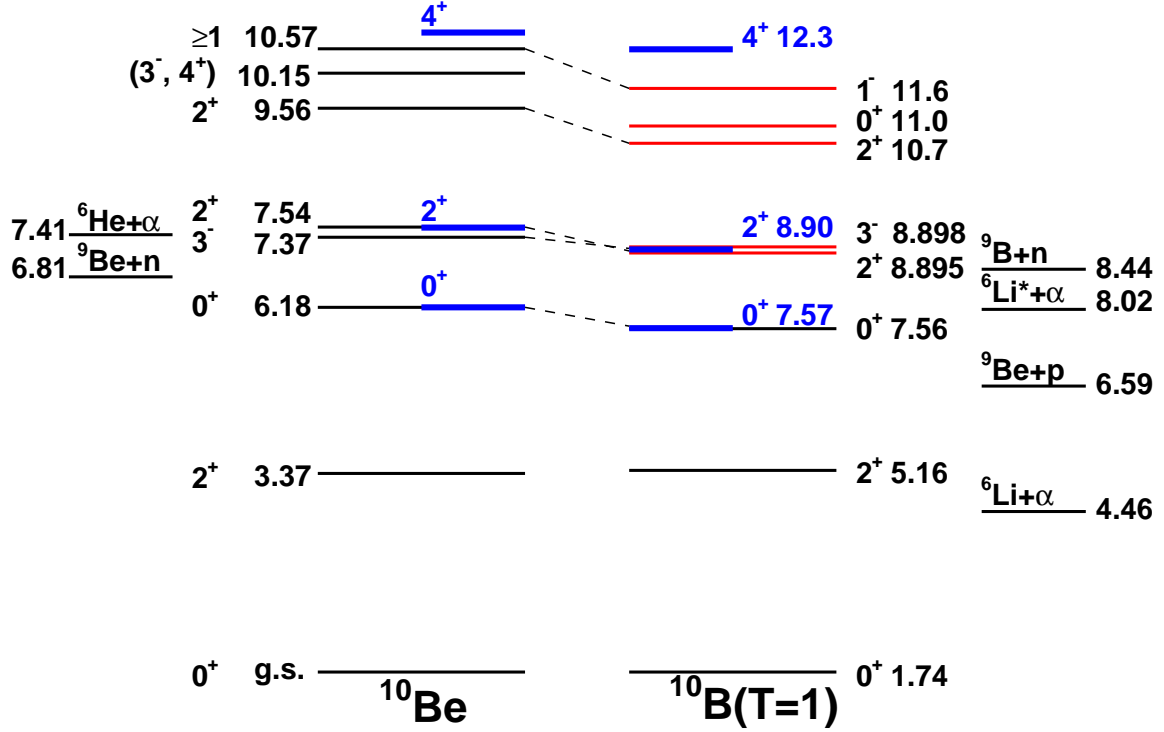 4⁺
≥1 10.57
4⁺ 12.3
(3⁻, 4⁺) 10.15
1⁻ 11.6
2⁺ 9.56
0⁺ 11.0
2⁺ 10.7
2⁺ 7.54
2⁺
2⁺ 8.90
3⁻ 8.898
7.41 ⁶He+α
3⁻ 7.37
⁹B+n 8.44
6.81 ⁹Be+n
2⁺ 8.895
0⁺
⁶Li*+α 8.02
0⁺ 6.18
0⁺ 7.57
0⁺ 7.56
⁹Be+p 6.59
2⁺ 3.37
2⁺ 5.16
⁶Li+α 4.46
0⁺ g.s.
0⁺ 1.74
¹⁰Be
¹⁰B(T=1)